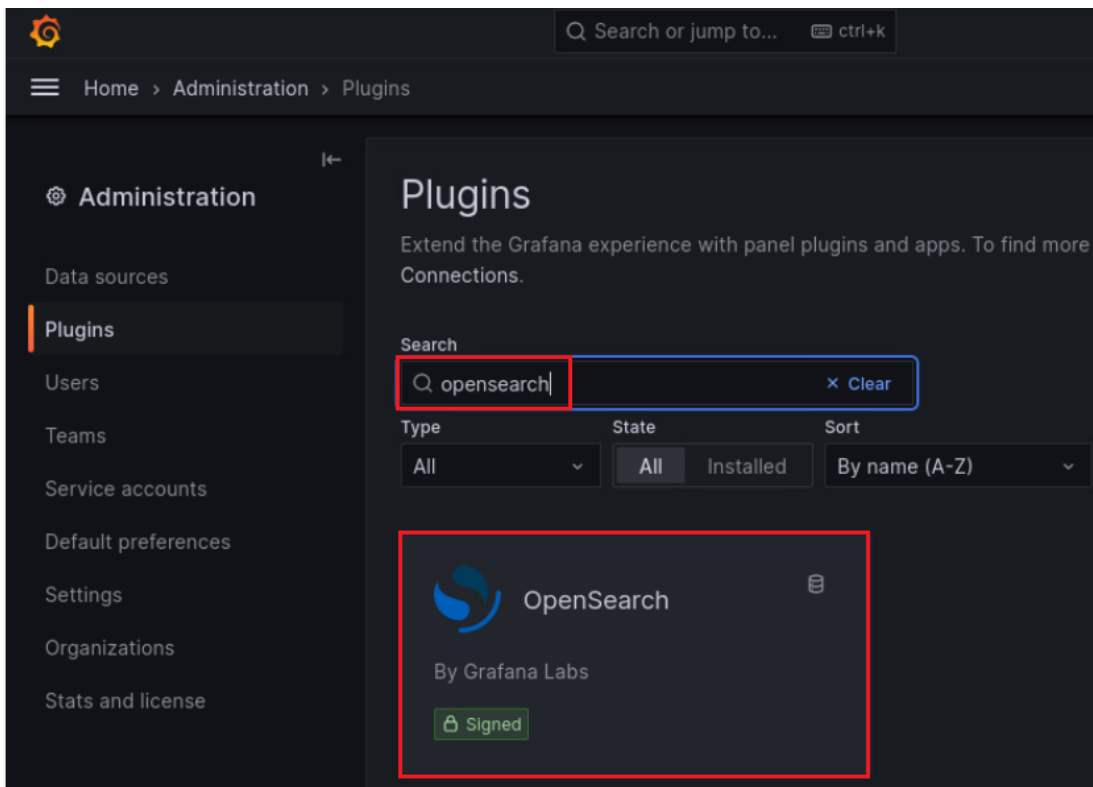 Search or jump to... ctrl+k
Home › Administration › Plugins
Administration
Data sources
Plugins
Users
Teams
Service accounts
Default preferences
Settings
Organizations
Stats and license
Plugins
Extend the Grafana experience with panel plugins and apps. To find more
Connections.
Search
opensearch × Clear
Type State Sort
All All Installed By name (A-Z)
OpenSearch
By Grafana Labs
Signed